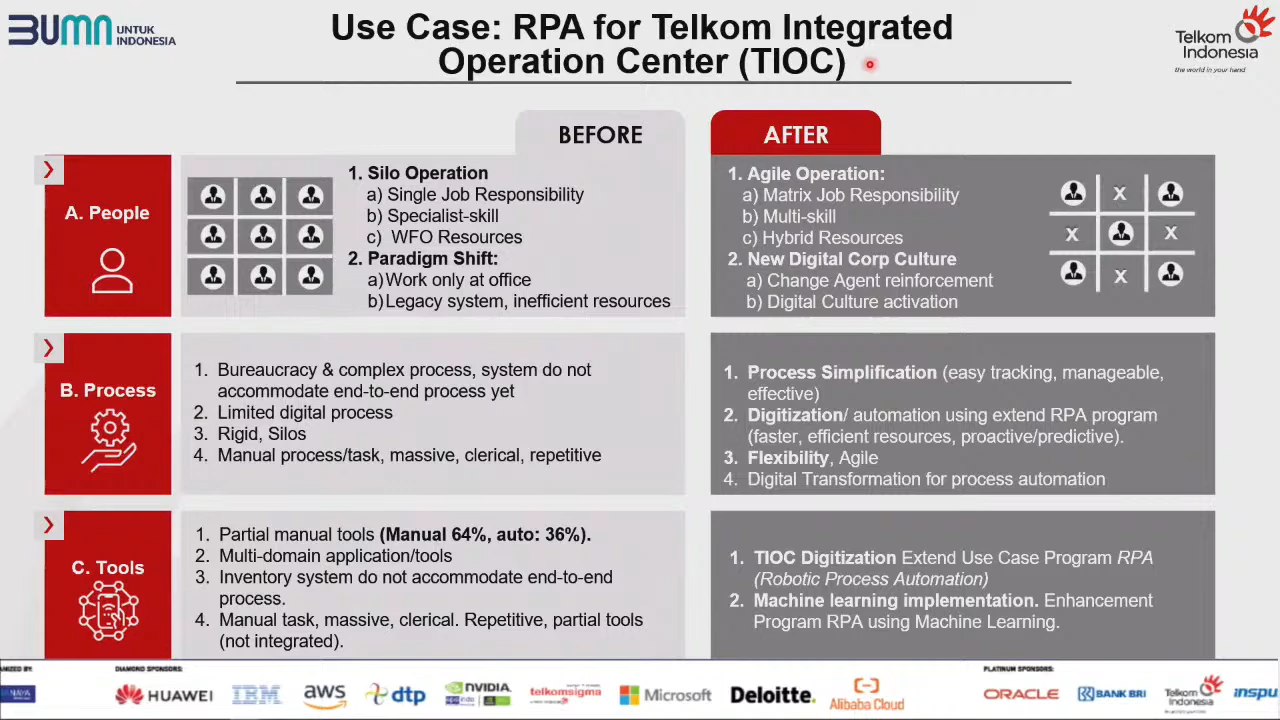 BUMN UNTUK
INDONESIA
Use Case: RPA for Telkom Integrated
Operation Center (TIOC)
Telkom
Indonesia
the world in your hand
BEFORE
AFTER
A. People
1. Silo Operation
a) Single Job Responsibility
b) Specialist-skill
c) WFO Resources
2. Paradigm Shift:
a) Work only at office
b) Legacy system, inefficient resources
1. Agile Operation:
a) Matrix Job Responsibility
b) Multi-skill
c) Hybrid Resources
2. New Digital Corp Culture
a) Change Agent reinforcement
b) Digital Culture activation
X
X X
X
B. Process
1. Bureaucracy & complex process, system do not
accommodate end-to-end process yet
2. Limited digital process
3. Rigid, Silos
4. Manual process/task, massive, clerical, repetitive
1. Process Simplification (easy tracking, manageable,
effective)
2. Digitization/ automation using extend RPA program
(faster, efficient resources, proactive/predictive).
3. Flexibility, Agile
4. Digital Transformation for process automation
C. Tools
1. Partial manual tools (Manual 64%, auto: 36%).
2. Multi-domain application/tools
3. Inventory system do not accommodate end-to-end
process.
4. Manual task, massive, clerical. Repetitive, partial tools
(not integrated).
1. TIOC Digitization Extend Use Case Program RPA
(Robotic Process Automation)
2. Machine learning implementation. Enhancement
Program RPA using Machine Learning.
ANIZED BY:
NAYA
DIAMOND SPONSORS:
HUAWEI
IBM
aws
dtp
NVIDIA
telkomsigma
Microsoft
Deloitte.
Alibaba Cloud
PLATINUM SPONSORS:
ORACLE
BANK BRI
Telkom
Indonesia
inspu